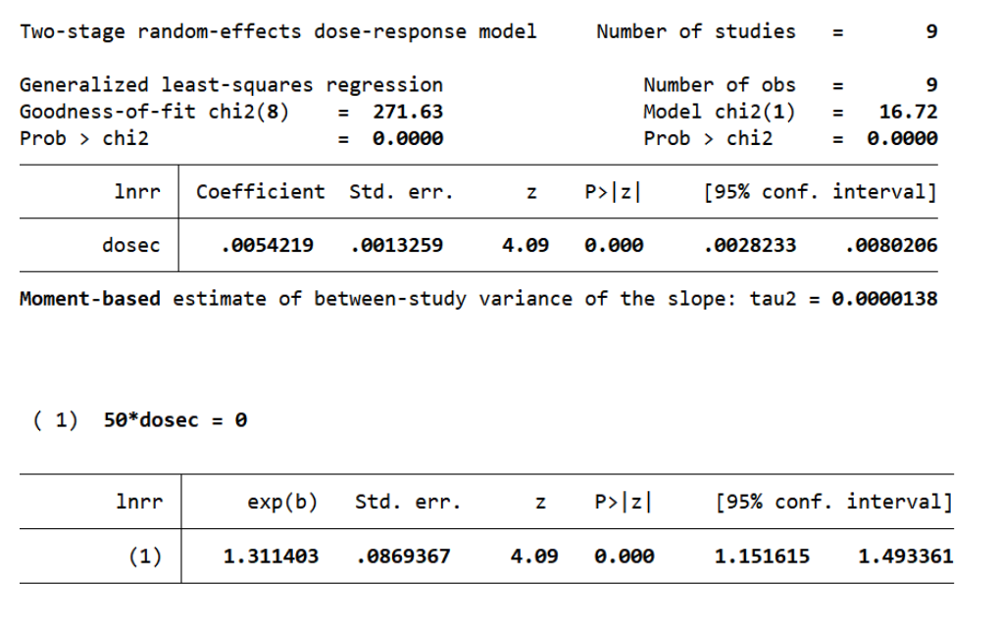 Two-stage random-effects dose-response model     Number of studies   =        9
Generalized least-squares regression                 Number of obs       =        9
Goodness-of-fit chi2(8)    =  271.63                 Model chi2(1)   =    16.72
Prob > chi2                =  0.0000                 Prob > chi2     =   0.0000
lnrr | Coefficient  Std. err.      z    P>|z|     [95% conf. interval]
dosec | .0054219   .0013259     4.09   0.000     .0028233    .0080206
Moment-based estimate of between-study variance of the slope: tau2 = 0.0000138
( 1)  50*dosec = 0
lnrr | exp(b)   Std. err.      z    P>|z|     [95% conf. interval]
(1) | 1.311403   .0869367     4.09   0.000     1.151615    1.493361